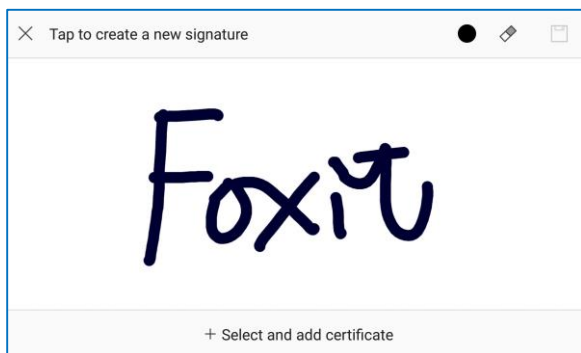 Tap to create a new signature
Foxit
+ Select and add certificate